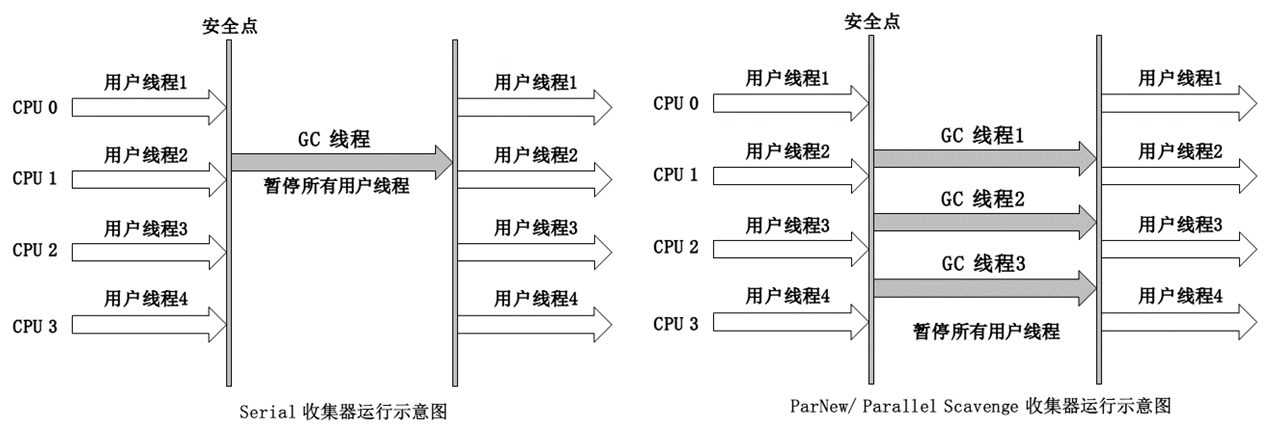 安全点
用户线程1
用户线程1
CPU 0
GC 线程
用户线程2
用户线程2
CPU 1
暂停所有用户线程
用户线程3
用户线程3
CPU 2
用户线程4
用户线程4
CPU 3
Serial 收集器运行示意图
安全点
用户线程1
用户线程1
CPU 0
GC 线程1
用户线程2
用户线程2
CPU 1
GC 线程2
用户线程3
用户线程3
CPU 2
GC 线程3
用户线程4
用户线程4
CPU 3
暂停所有用户线程
ParNew/ Parallel Scavenge 收集器运行示意图